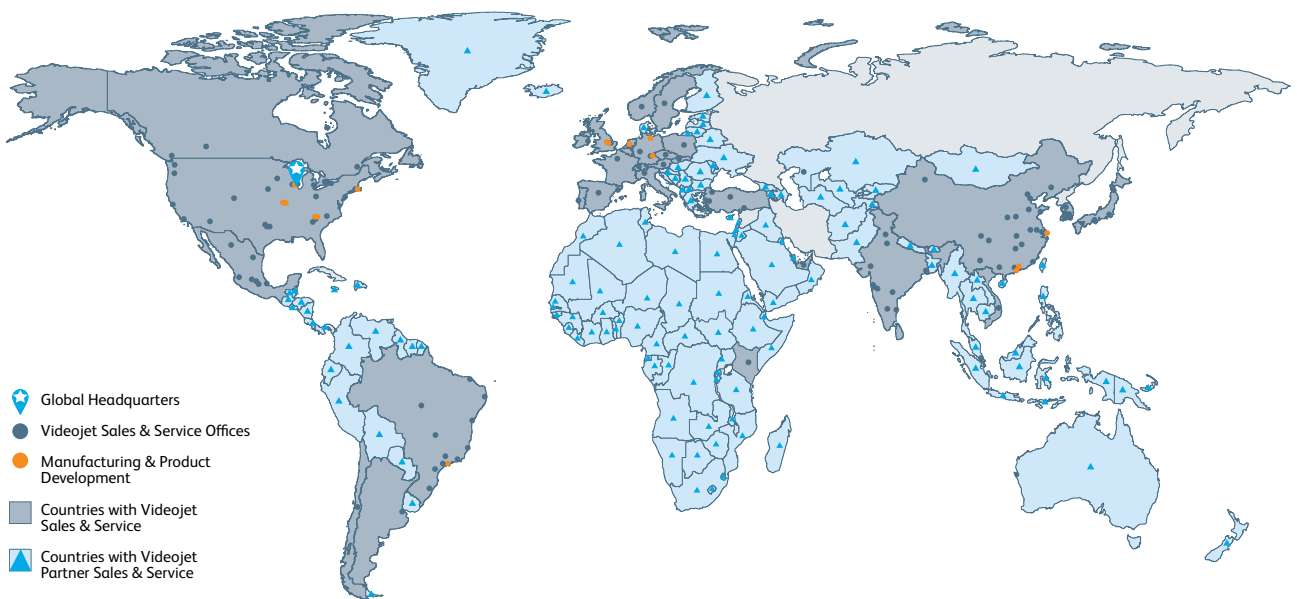 Global Headquarters
Videojet Sales & Service Offices
Manufacturing & Product
Development
Countries with Videojet
Sales & Service
Countries with Videojet
Partner Sales & Service